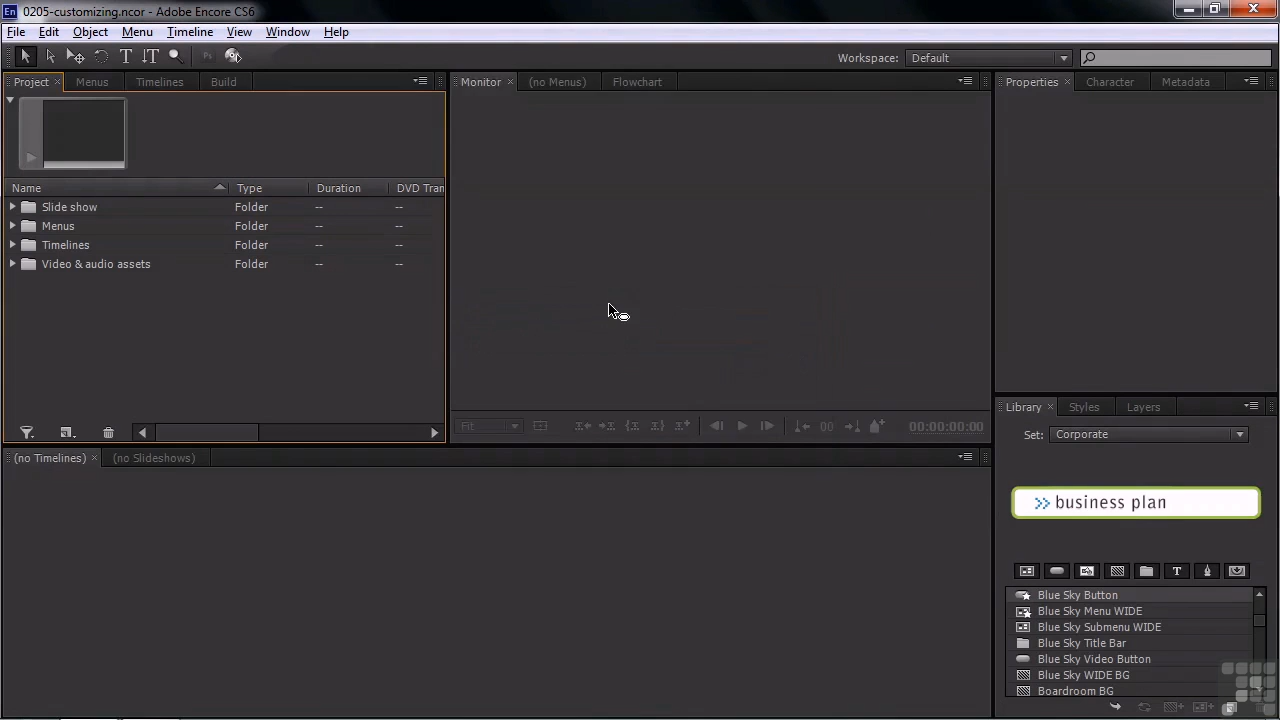 En 0205-customizing.ncor - Adobe Encore CS6
File Edit Object Menu Timeline View Window Help
T IT Ps Workspace: Default
Project Menus Timelines Build
Monitor (no Menus) Flowchart
Properties Character Metadata
Name Type Duration DVD Tran
Slide show Folder -- --
Menus Folder -- --
Timelines Folder -- --
Video & audio assets Folder -- --
Fit 00:00:00:00
Library Styles Layers
Set: Corporate
>> business plan
T
Blue Sky Button
Blue Sky Menu WIDE
Blue Sky Submenu WIDE
Blue Sky Title Bar
Blue Sky Video Button
Blue Sky WIDE BG
Boardroom BG
(no Timelines) (no Slideshows)